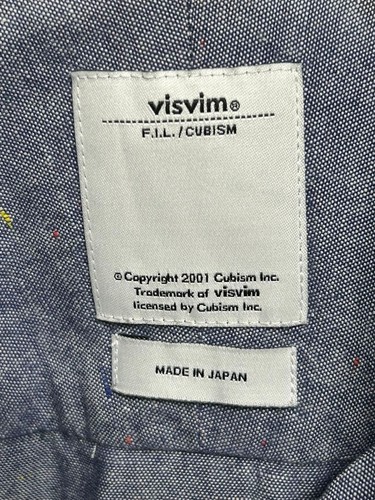 visvim®
F.I.L./CUBISM
© Copyright 2001 Cubism Inc.
Trademark of visvim
licensed by Cubism Inc.
MADE IN JAPAN